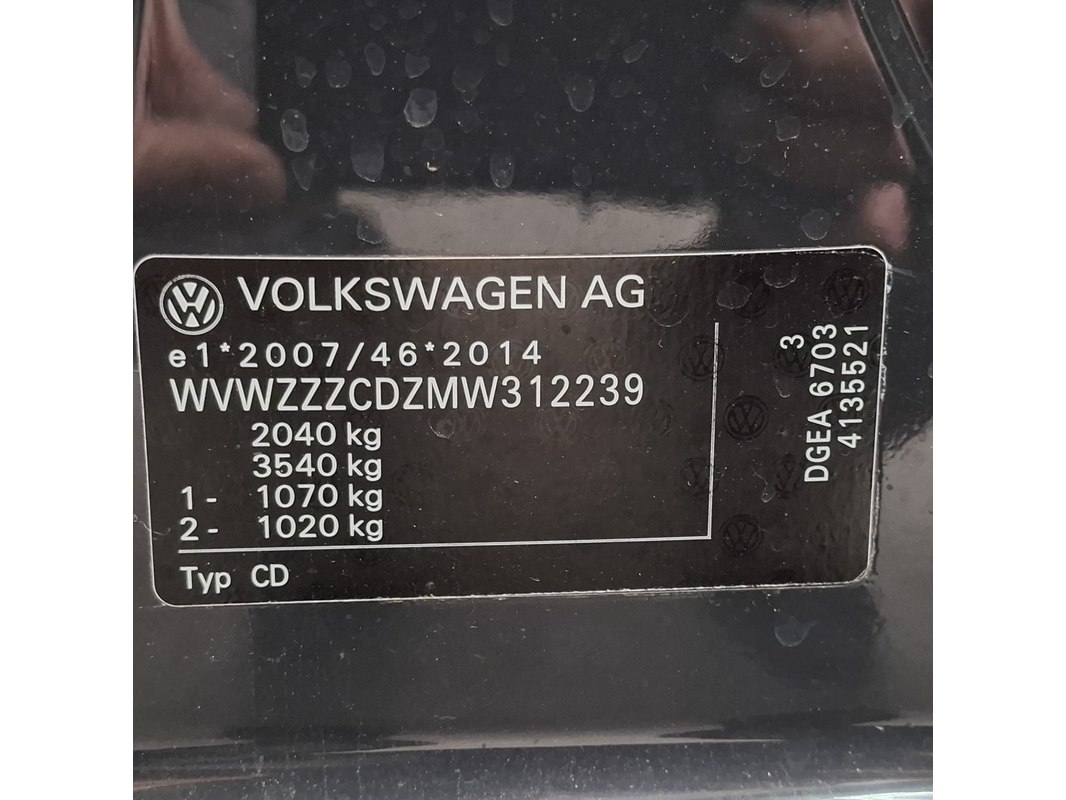 VOLKSWAGEN AG
e1*2007/46*2014
WVWZZZCDZMW312239
2040 kg
3540 kg
1- 1070 kg
2- 1020 kg
Typ CD
3
DGEA 6703
4135521